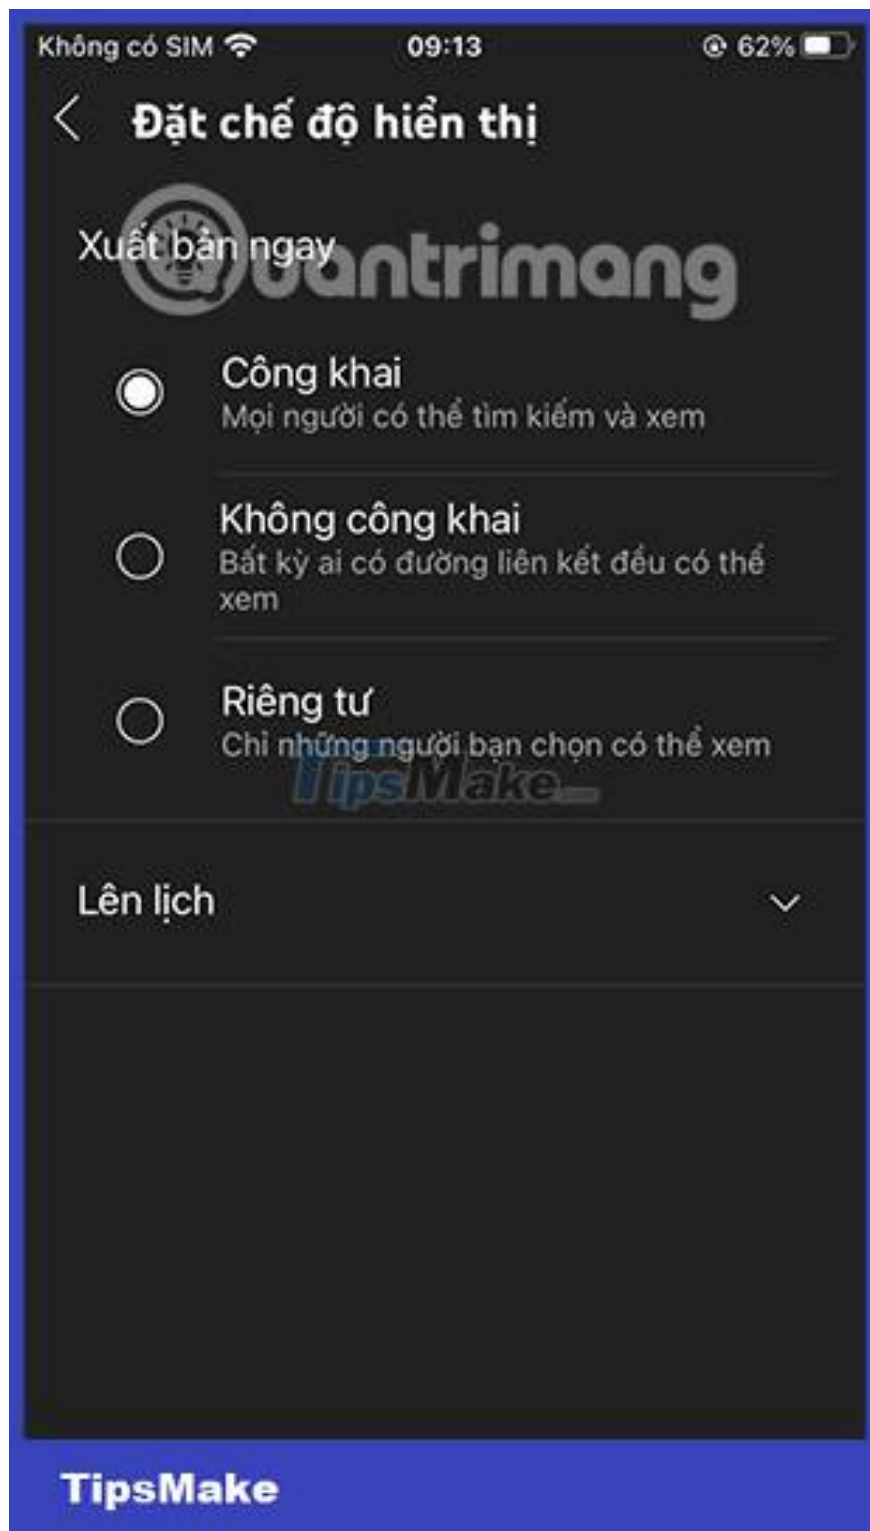 Không có SIM 09:13 62%
Đặt chế độ hiển thị
Xuất bản ngay
uantrimang
Công khai
Mọi người có thể tìm kiếm và xem
Không công khai
Bất kỳ ai có đường liên kết đều có thể
xem
Riêng tư
Chỉ những người bạn chọn có thể xem
TipsMake
Lên lịch
TipsMake